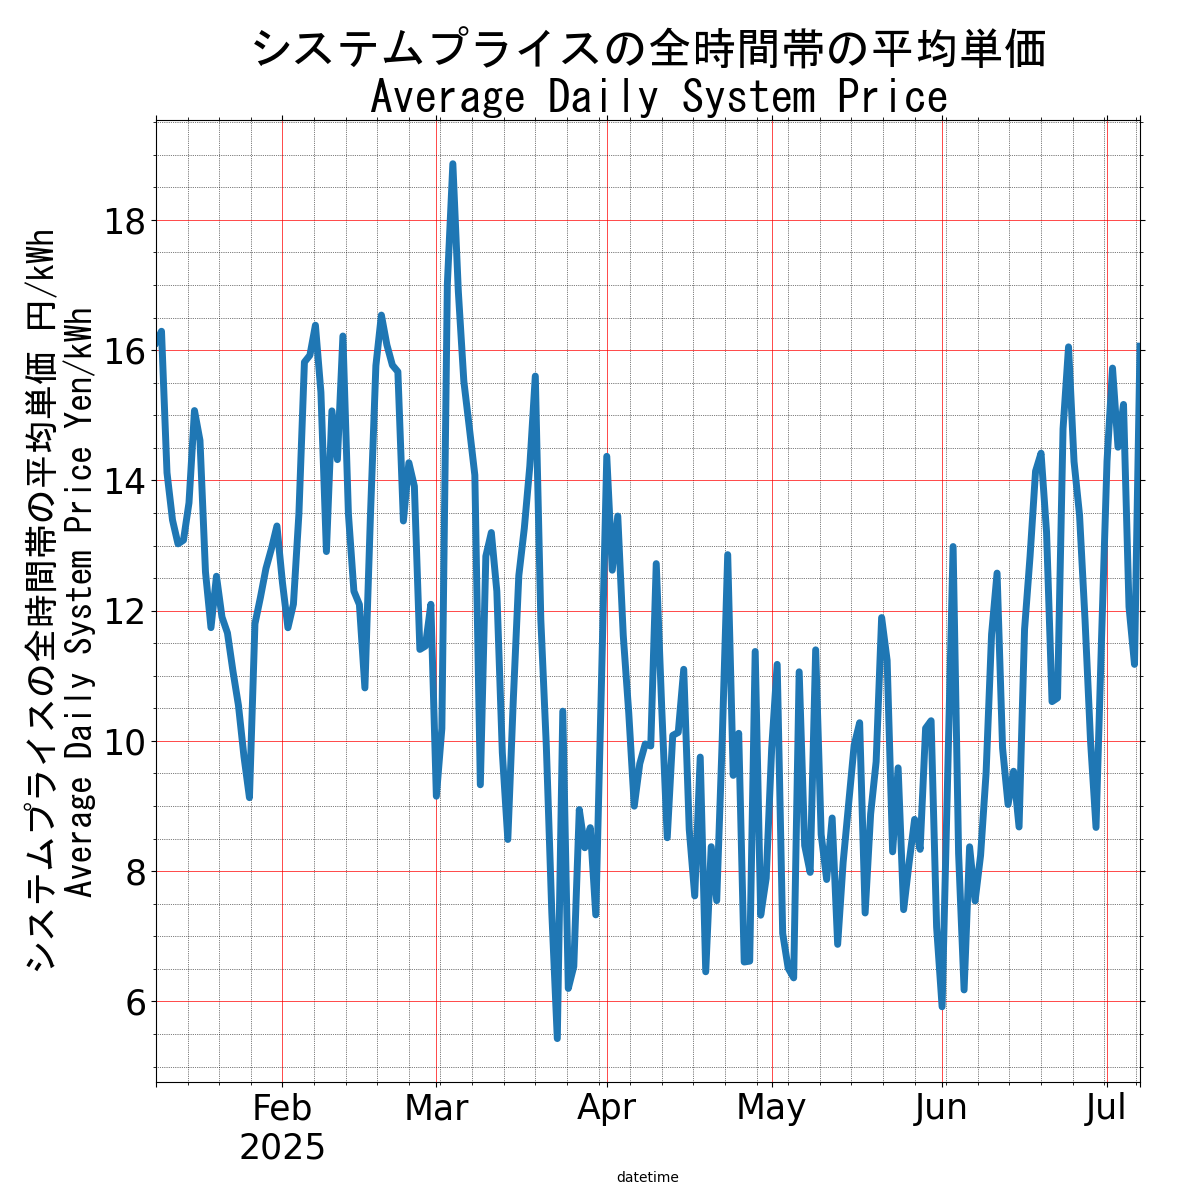 システムプライスの全時間帯の平均単価
Average Daily System Price
システムプライスの全時間帯の平均単価 円/kWh
Average Daily System Price Yen/kWh
18
16
14
12
10
8
6
Feb
2025
Mar
Apr
May
Jun
Jul
datetime